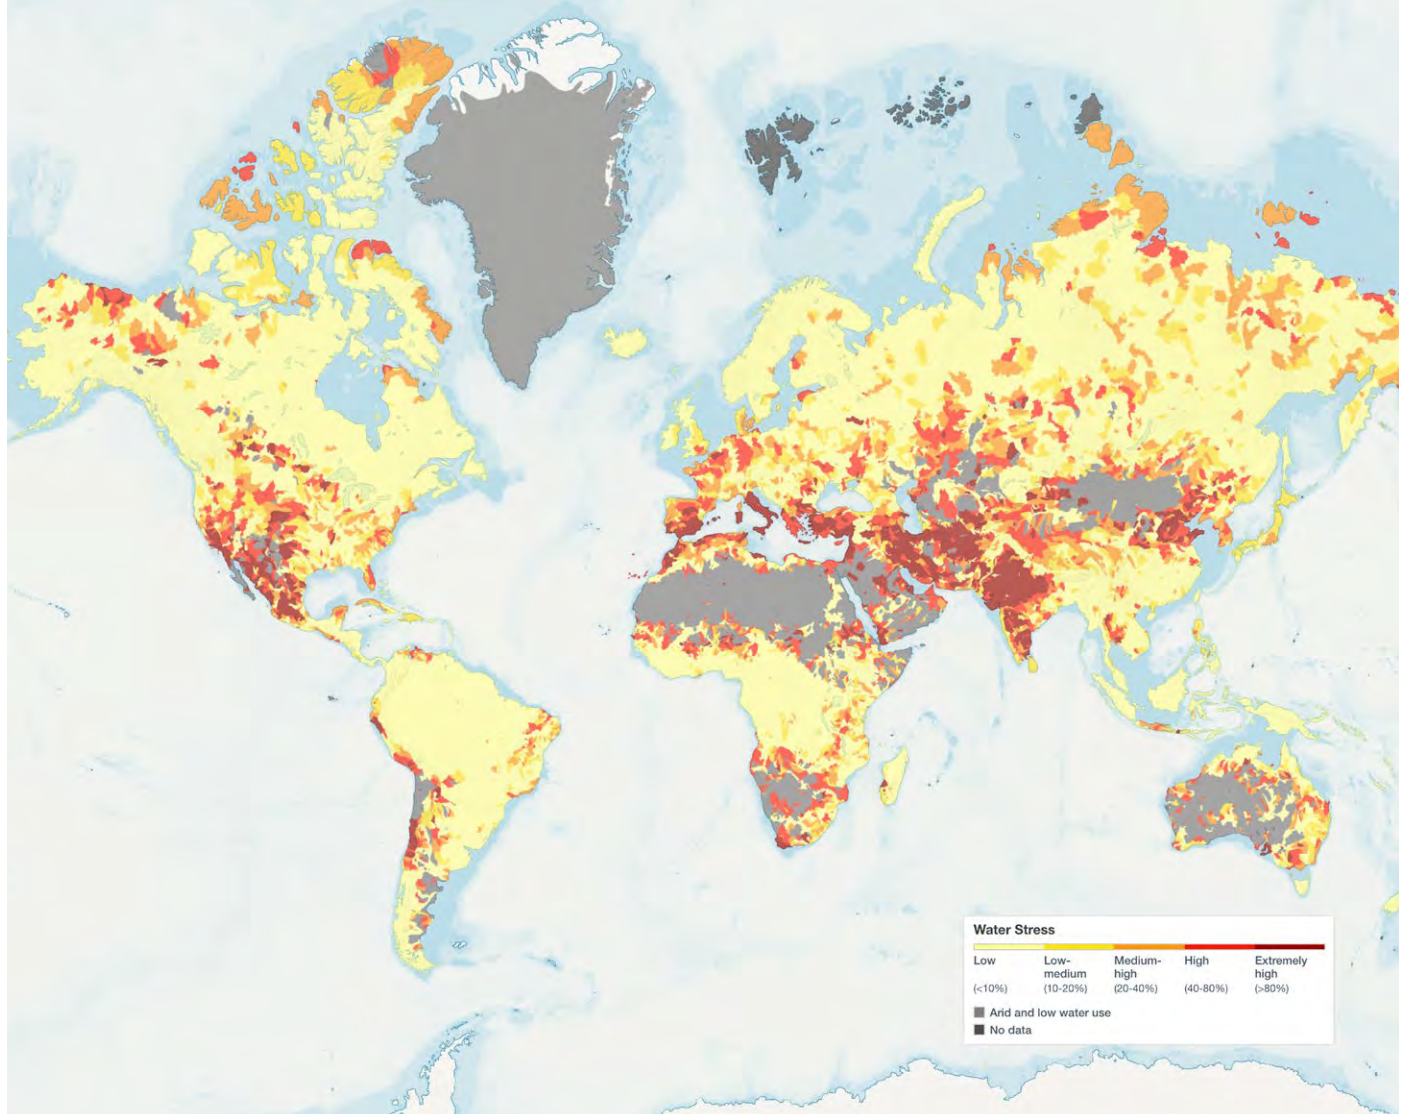 Water Stress
Low Low- Medium- High Extremely
medium high high
(<10%) (10-20%) (20-40%) (40-80%) (>80%)
Arid and low water use
No data